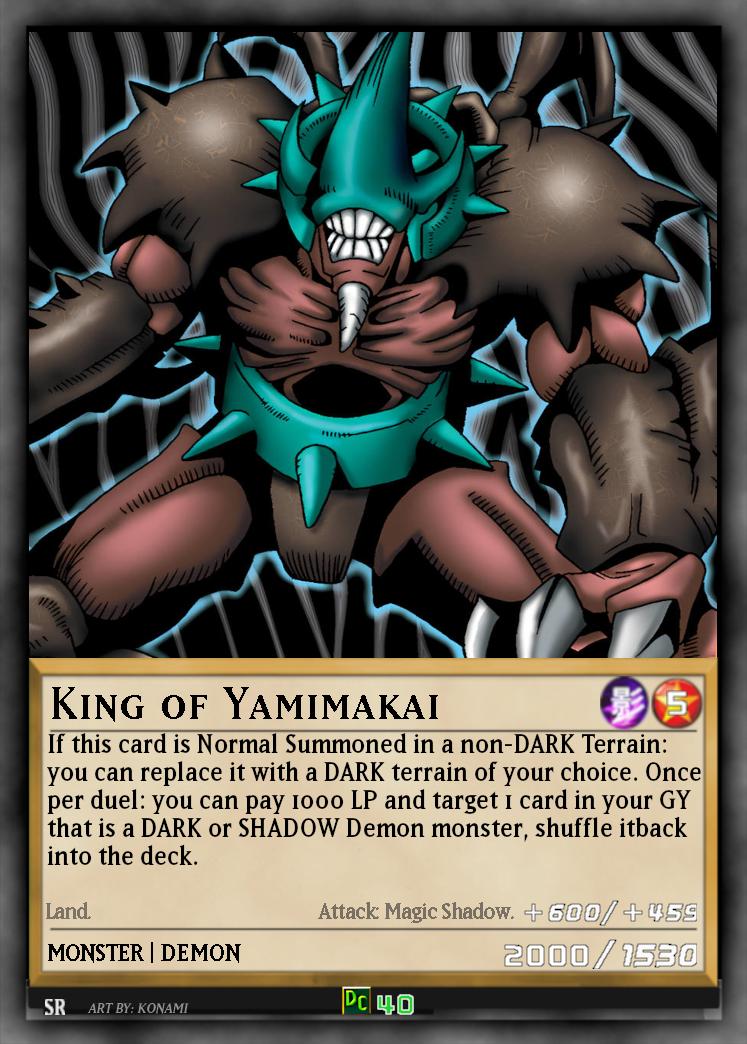 King of Yamimakai 影 5
If this card is Normal Summoned in a non-DARK Terrain:
you can replace it with a DARK terrain of your choice. Once
per duel: you can pay 1000 LP and target 1 card in your GY
that is a DARK or SHADOW Demon monster, shuffle itback
into the deck.
Land. Attack: Magic Shadow. +600/+459
MONSTER | DEMON 2000/1530
SR ART BY: KONAMI DC 40